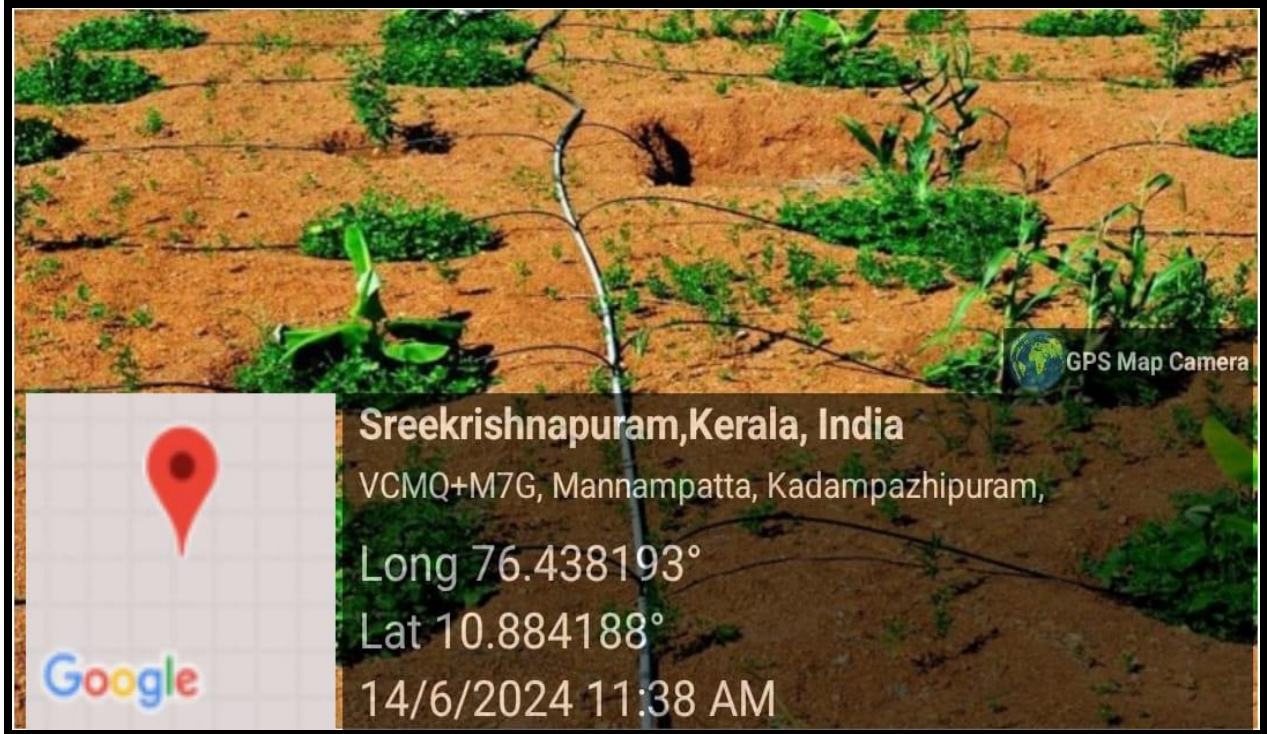 GPS Map Camera
Sreekrishnapuram,Kerala, India
VCMQ+M7G, Mannampatta, Kadampazhipuram,
Long 76.438193°
Lat 10.884188°
14/6/2024 11:38 AM
Google